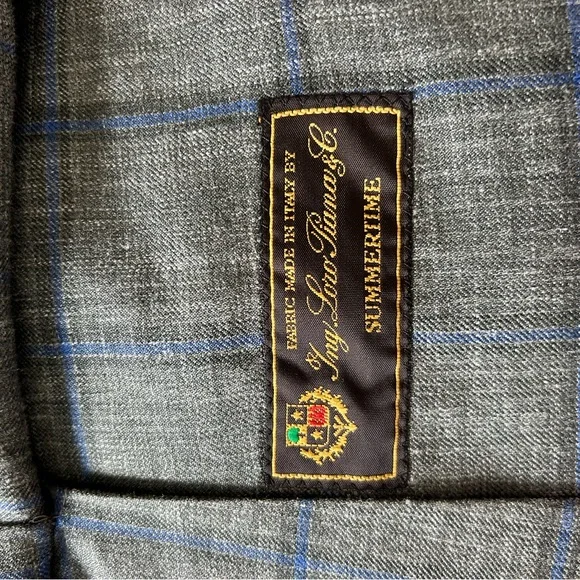 FABRIC MADE IN ITALY BY
Ing. Loro Piana & C.
SUMMERTIME